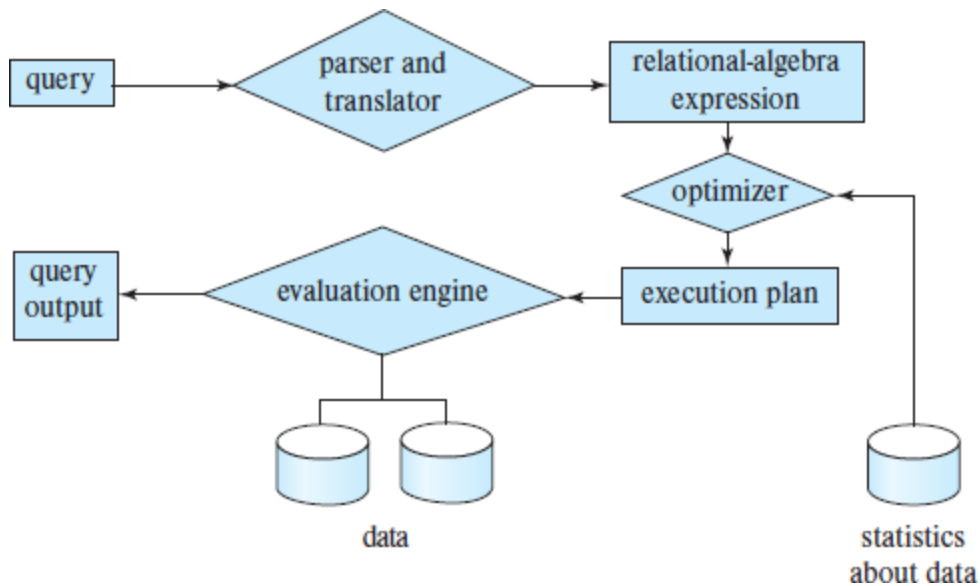 query
parser and
translator
relational-algebra
expression
optimizer
query
output
evaluation engine
execution plan
data
statistics
about data